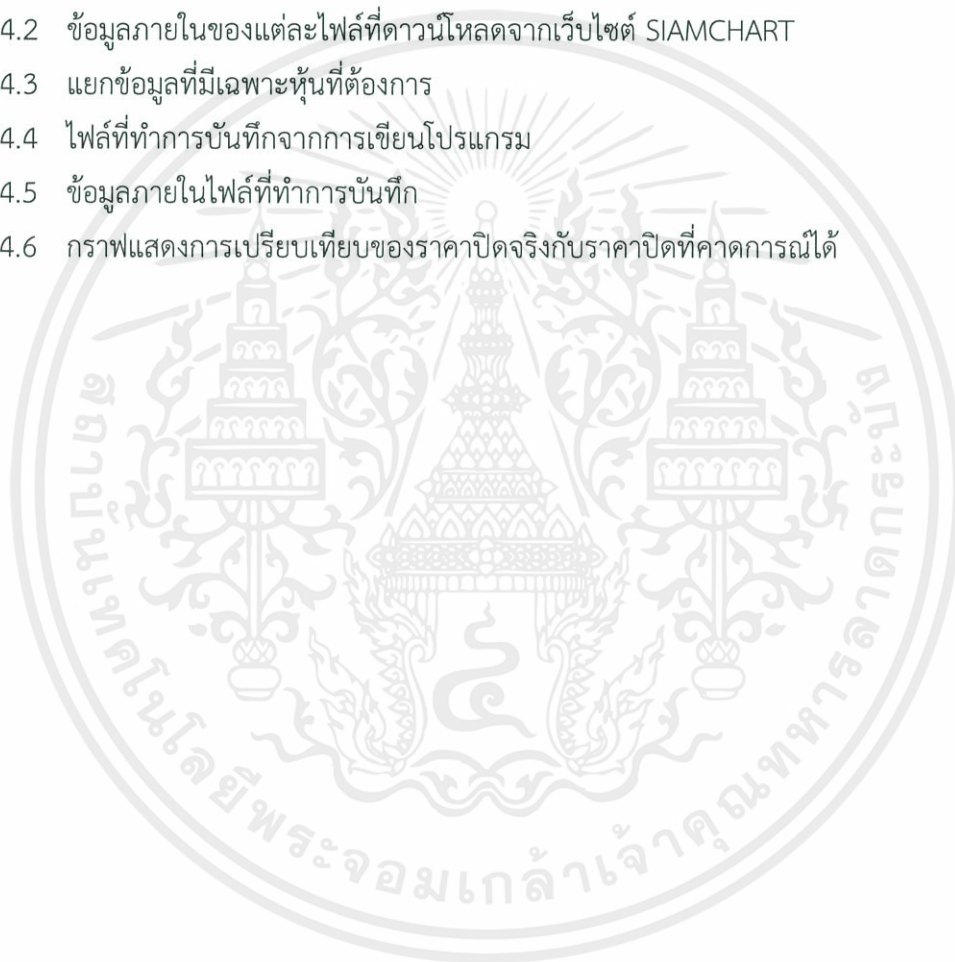 4.2 ข้อมูลภายในของแต่ละไฟล์ที่ดาวน์โหลดจากเว็บไซต์ SIAMCHART
4.3 แยกข้อมูลที่มีเฉพาะหุ้นที่ต้องการ
4.4 ไฟล์ที่ทำการบันทึกจากการเขียนโปรแกรม
4.5 ข้อมูลภายในไฟล์ที่ทำการบันทึก
4.6 กราฟแสดงการเปรียบเทียบของราคาปิดจริงกับราคาปิดที่คาดการณ์ได้
สถาบันเทคโนโลยีพระจอมเกล้าเจ้าคุณทหารลาดกระบัง